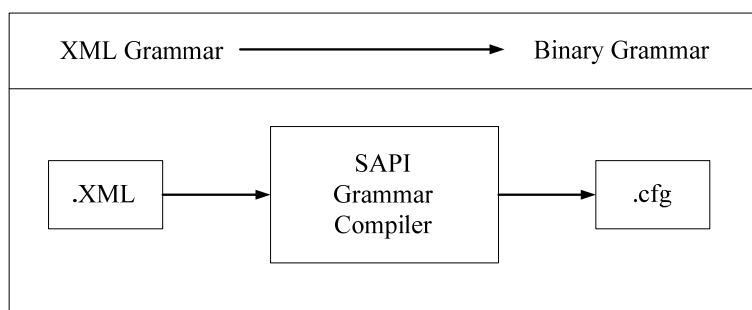 XML Grammar Binary Grammar
.XML SAPI .cfg
Grammar
Compiler